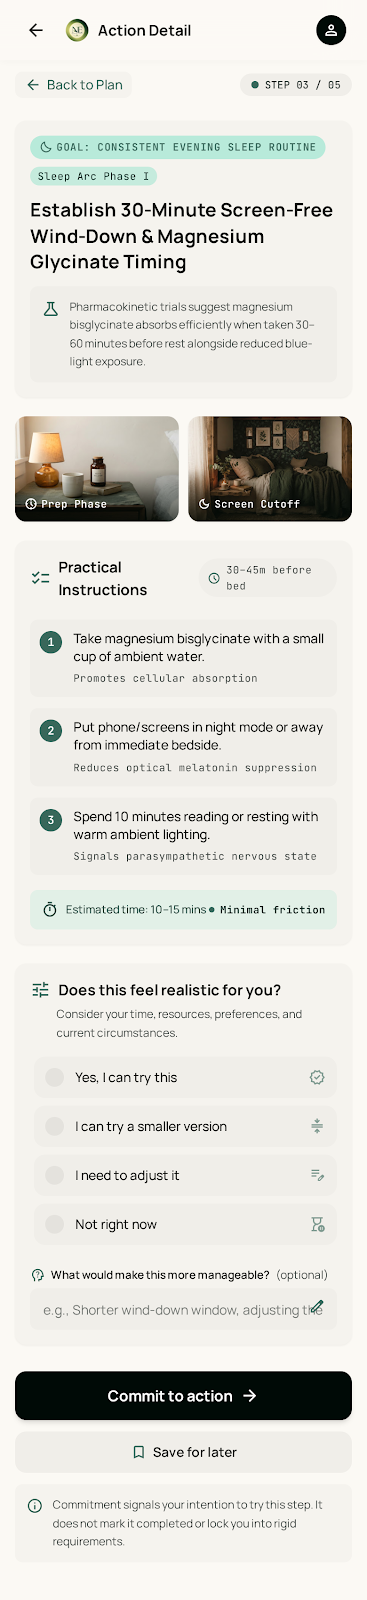 Action Detail
Back to Plan
STEP 03 / 05
GOAL: CONSISTENT EVENING SLEEP ROUTINE
Sleep Arc Phase I
Establish 30-Minute Screen-Free
Wind-Down & Magnesium
Glycinate Timing
Pharmacokinetic trials suggest magnesium
bisglycinate absorbs efficiently when taken 30–
60 minutes before rest alongside reduced blue-
light exposure.
Prep Phase
Screen Cutoff
Practical
Instructions
30–45m before
bed
1
Take magnesium bisglycinate with a small
cup of ambient water.
Promotes cellular absorption
2
Put phone/screens in night mode or away
from immediate bedside.
Reduces optical melatonin suppression
3
Spend 10 minutes reading or resting with
warm ambient lighting.
Signals parasympathetic nervous state
Estimated time: 10–15 mins • Minimal friction
Does this feel realistic for you?
Consider your time, resources, preferences, and
current circumstances.
Yes, I can try this
I can try a smaller version
I need to adjust it
Not right now
What would make this more manageable? (optional)
e.g., Shorter wind-down window, adjusting the
Commit to action
Save for later
Commitment signals your intention to try this step. It
does not mark it completed or lock you into rigid
requirements.